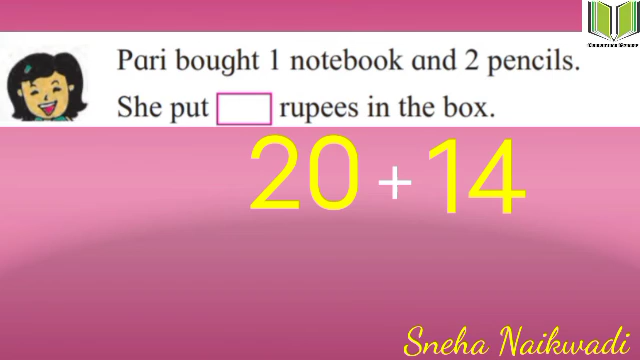 Pari bought 1 notebook and 2 pencils.
She put rupees in the box.
20 + 14
Sneha Naikwadi